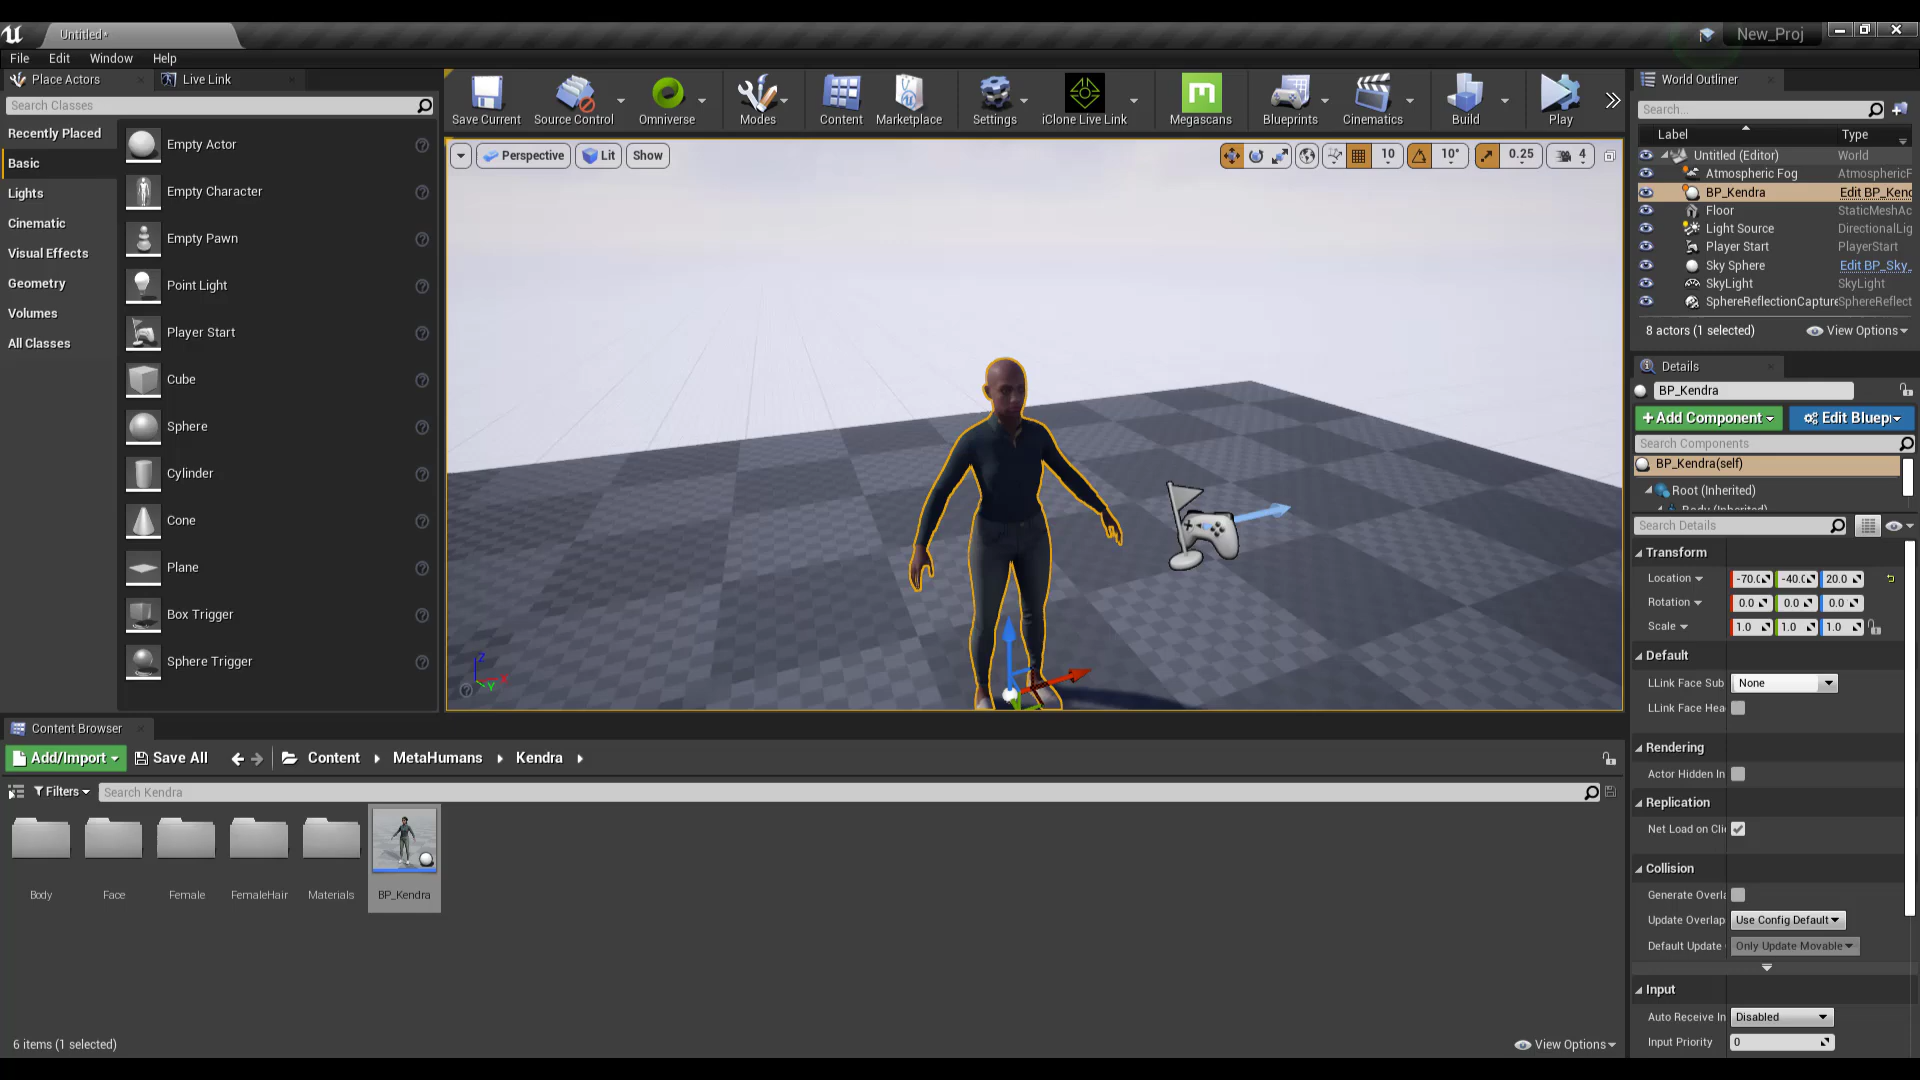 Untitled*
New_Proj
File Edit Window Help
Place Actors
Live Link
Search Classes
Recently Placed
Basic
Lights
Cinematic
Visual Effects
Geometry
Volumes
All Classes
Empty Actor
Empty Character
Empty Pawn
Point Light
Player Start
Cube
Sphere
Cylinder
Cone
Plane
Box Trigger
Sphere Trigger
Save Current
Source Control
Omniverse
Modes
Content
Marketplace
Settings
iClone Live Link
Megascans
Blueprints
Cinematics
Build
Play
Perspective
Lit
Show
10
10°
0.25
4
Z
X
Y
World Outliner
Search...
Label Type
Untitled (Editor) World
Atmospheric Fog AtmosphericF
BP_Kendra Edit BP_Kend
Floor StaticMeshAc
Light Source DirectionalLig
Player Start PlayerStart
Sky Sphere Edit BP_Sky_
SkyLight SkyLight
SphereReflectionCapture SphereReflect
8 actors (1 selected)
View Options
Details
BP_Kendra
+Add Component
Edit Bluep
Search Components
BP_Kendra(self)
Root (Inherited)
Body (Inherited)
Search Details
Transform
Location -70.0 -40.0 20.0
Rotation 0.0 0.0 0.0
Scale 1.0 1.0 1.0
Default
LLink Face Sub None
LLink Face Hea
Rendering
Actor Hidden In
Replication
Net Load on Cli
Collision
Generate Overla
Update Overlap Use Config Default
Default Update Only Update Movable
Input
Auto Receive In Disabled
Input Priority 0
Content Browser
Add/Import
Save All
Content
MetaHumans
Kendra
Filters
Search Kendra
Body
Face
Female
FemaleHair
Materials
BP_Kendra
6 items (1 selected)
View Options